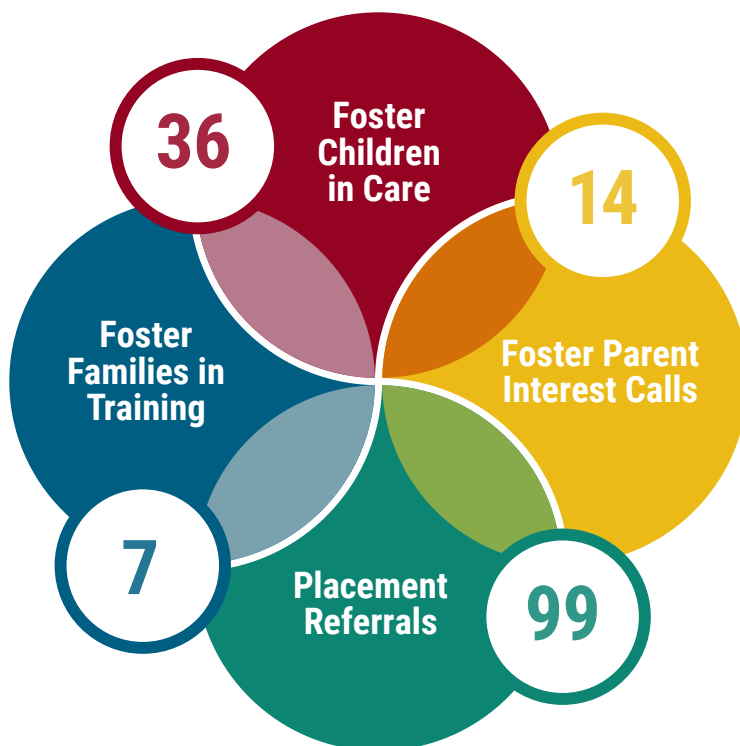 36
Foster
Children
in Care
14
Foster Parent
Interest Calls
Foster
Families in
Training
7
Placement
Referrals
99